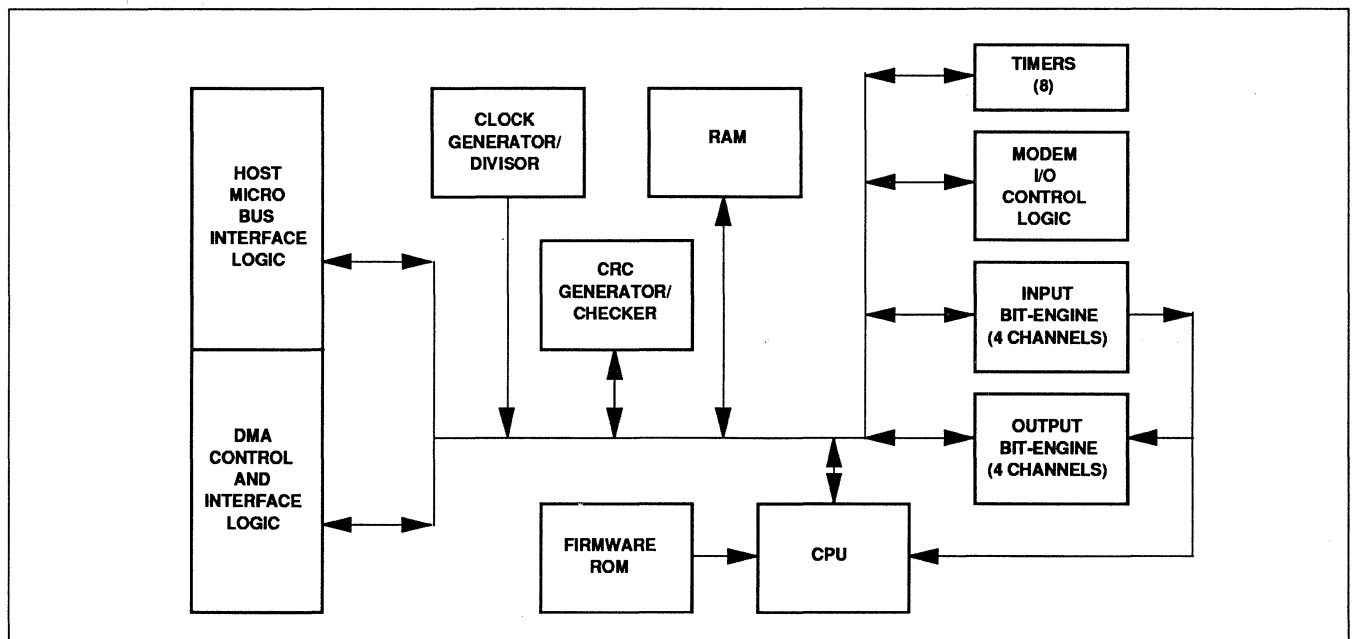 HOST
MICRO
BUS
INTERFACE
LOGIC
DMA
CONTROL
AND
INTERFACE
LOGIC
CLOCK
GENERATOR/
DIVISOR
RAM
CRC
GENERATOR/
CHECKER
FIRMWARE
ROM
CPU
TIMERS
(8)
MODEM
I/O
CONTROL
LOGIC
INPUT
BIT-ENGINE
(4 CHANNELS)
OUTPUT
BIT-ENGINE
(4 CHANNELS)